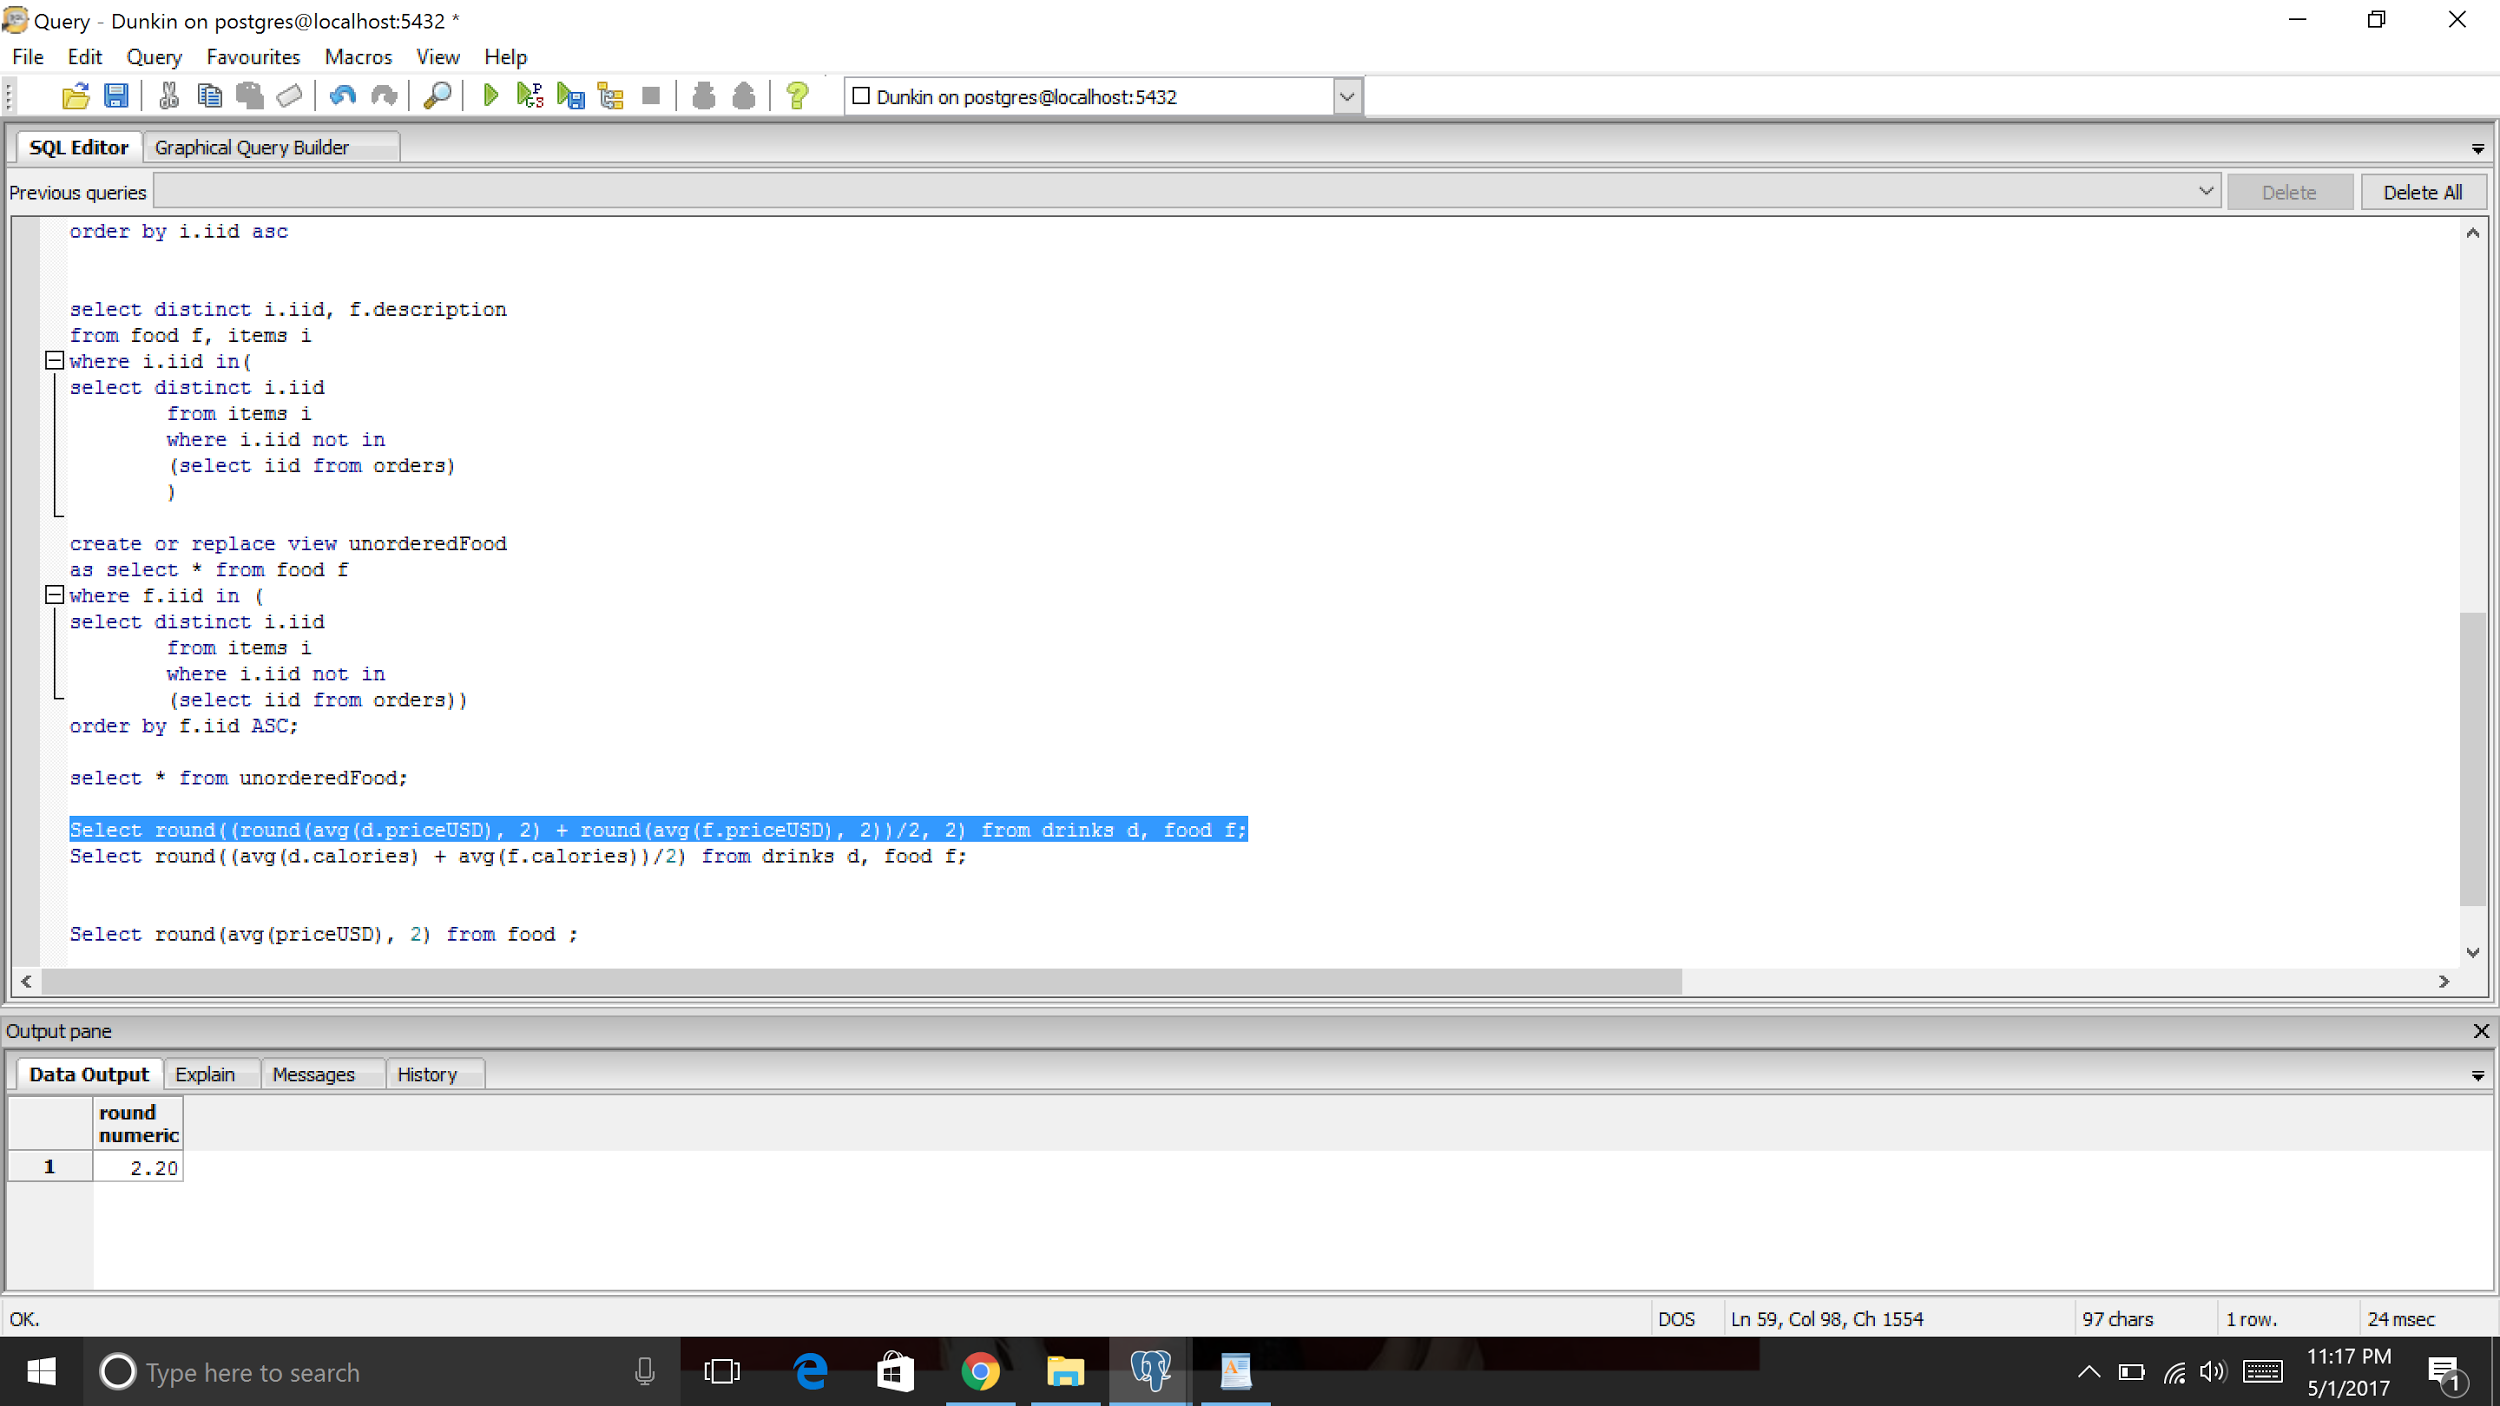 Query - Dunkin on postgres@localhost:5432 *
File Edit Query Favourites Macros View Help
Dunkin on postgres@localhost:5432
SQL Editor Graphical Query Builder
Previous queries Delete Delete All
order by i.iid asc
select distinct i.iid, f.description
from food f, items i
where i.iid in(
select distinct i.iid
from items i
where i.iid not in
(select iid from orders)
)
create or replace view unorderedFood
as select * from food f
where f.iid in (
select distinct i.iid
from items i
where i.iid not in
(select iid from orders))
order by f.iid ASC;
select * from unorderedFood;
Select round((round(avg(d.priceUSD), 2) + round(avg(f.priceUSD), 2))/2, 2) from drinks d, food f;
Select round((avg(d.calories) + avg(f.calories))/2) from drinks d, food f;
Select round(avg(priceUSD), 2) from food ;
Output pane
Data Output Explain Messages History
round
numeric
1 2.20
OK. DOS Ln 59, Col 98, Ch 1554 97 chars 1 row. 24 msec
Type here to search
11:17 PM
5/1/2017
1